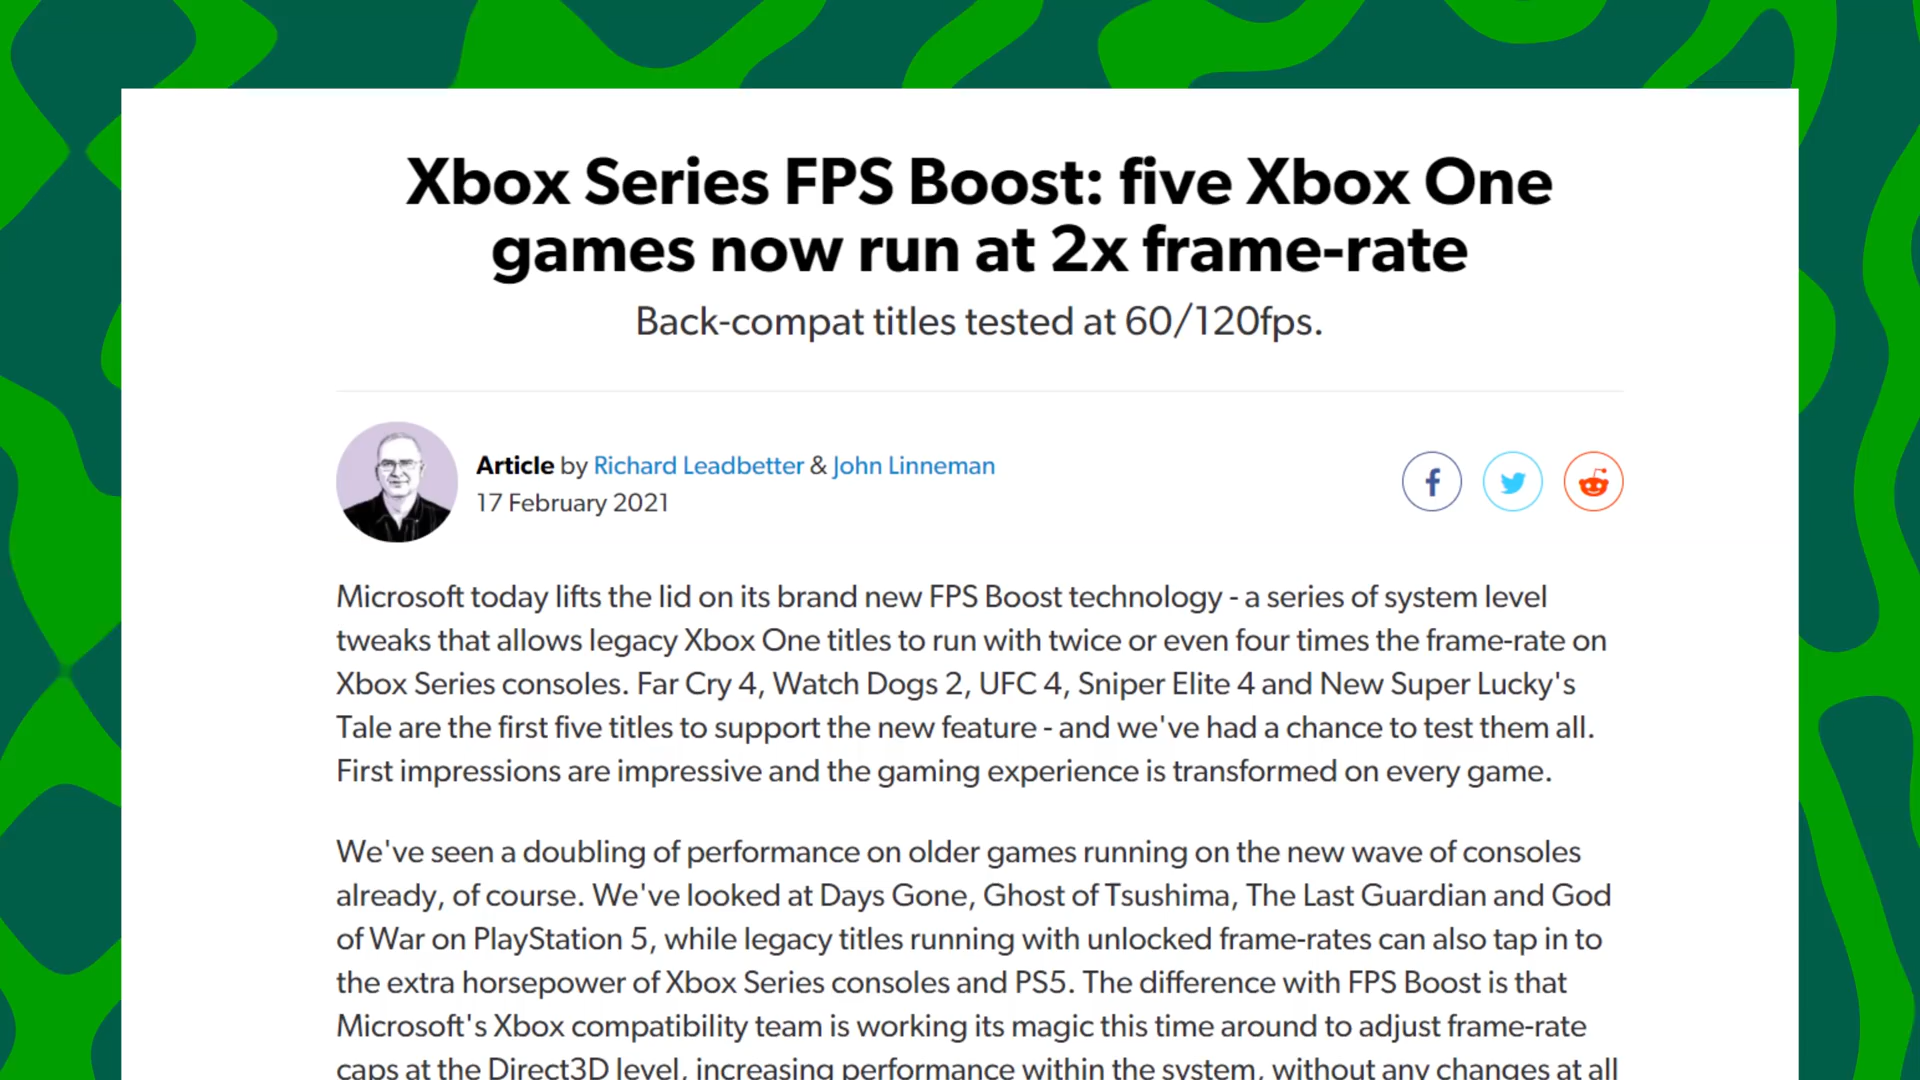 Xbox Series FPS Boost: five Xbox One
games now run at 2x frame-rate
Back-compat titles tested at 60/120fps.
Article by Richard Leadbetter & John Linneman
17 February 2021
Microsoft today lifts the lid on its brand new FPS Boost technology - a series of system level
tweaks that allows legacy Xbox One titles to run with twice or even four times the frame-rate on
Xbox Series consoles. Far Cry 4, Watch Dogs 2, UFC 4, Sniper Elite 4 and New Super Lucky's
Tale are the first five titles to support the new feature - and we've had a chance to test them all.
First impressions are impressive and the gaming experience is transformed on every game.
We've seen a doubling of performance on older games running on the new wave of consoles
already, of course. We've looked at Days Gone, Ghost of Tsushima, The Last Guardian and God
of War on PlayStation 5, while legacy titles running with unlocked frame-rates can also tap in to
the extra horsepower of Xbox Series consoles and PS5. The difference with FPS Boost is that
Microsoft's Xbox compatibility team is working its magic this time around to adjust frame-rate
caps at the Direct3D level, increasing performance within the system, without any changes at all